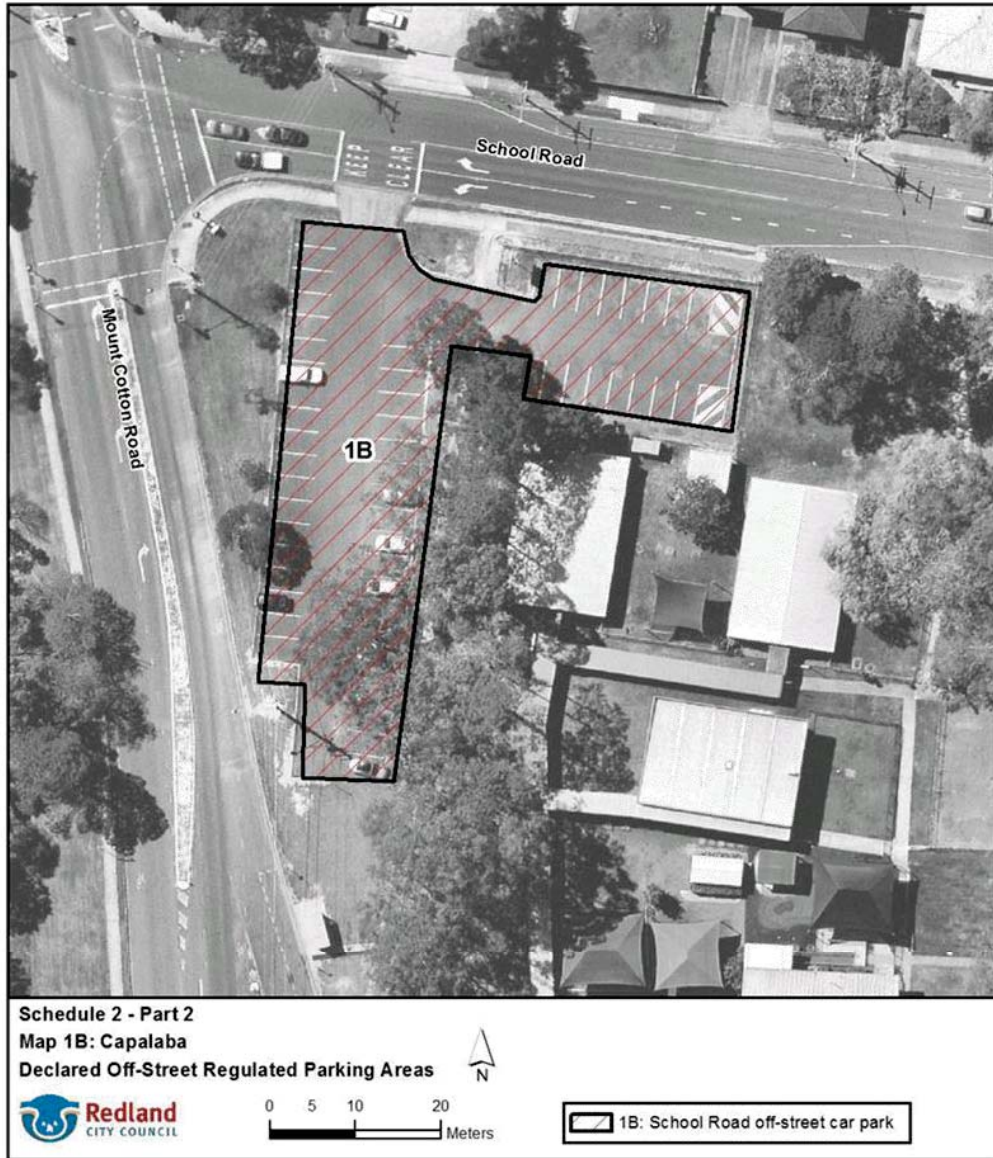 School Road
KEEP
CLEAR
Mount Cotton Road
1B
Schedule 2 - Part 2
Map 1B: Capalaba
Declared Off-Street Regulated Parking Areas
N
Redland
CITY COUNCIL
0 5 10 20
Meters
1B: School Road off-street car park